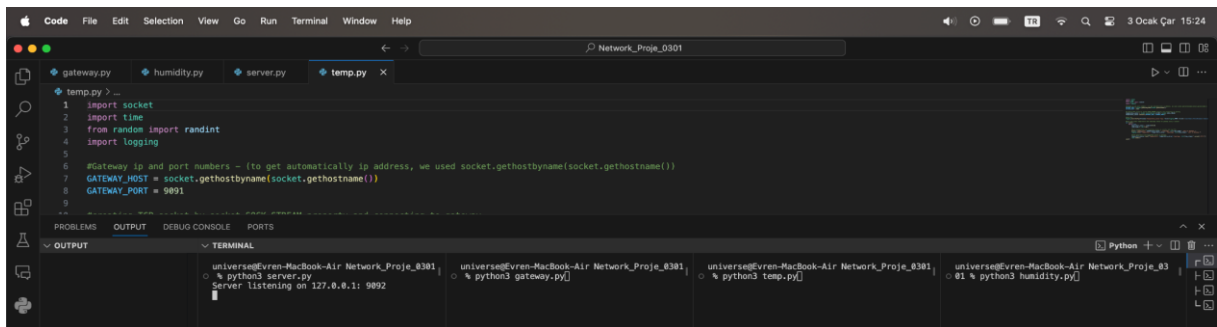 Code File Edit Selection View Go Run Terminal Window Help TR 3 Ocak Çar 15:24
Network_Proje_0301
gateway.py humidity.py server.py temp.py
temp.py > ...
1 import socket
2 import time
3 from random import randint
4 import logging
5
6 #Gateway ip and port numbers – (to get automatically ip address, we used socket.gethostbyname(socket.gethostname())
7 GATEWAY_HOST = socket.gethostbyname(socket.gethostname())
8 GATEWAY_PORT = 9091
9
PROBLEMS OUTPUT DEBUG CONSOLE PORTS
OUTPUT TERMINAL Python
universe@Evren-MacBook-Air Network_Proje_0301
% python3 server.py
Server listening on 127.0.0.1: 9092
universe@Evren-MacBook-Air Network_Proje_0301
% python3 gateway.py
universe@Evren-MacBook-Air Network_Proje_0301
% python3 temp.py
universe@Evren-MacBook-Air Network_Proje_03
01 % python3 humidity.py